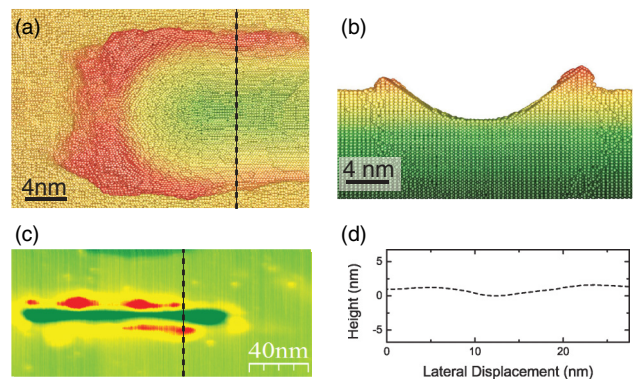 (a)
4nm
(b)
4 nm
(c)
40nm
(d)
Height (nm)
5
0
-5
0
10
20
Lateral Displacement (nm)